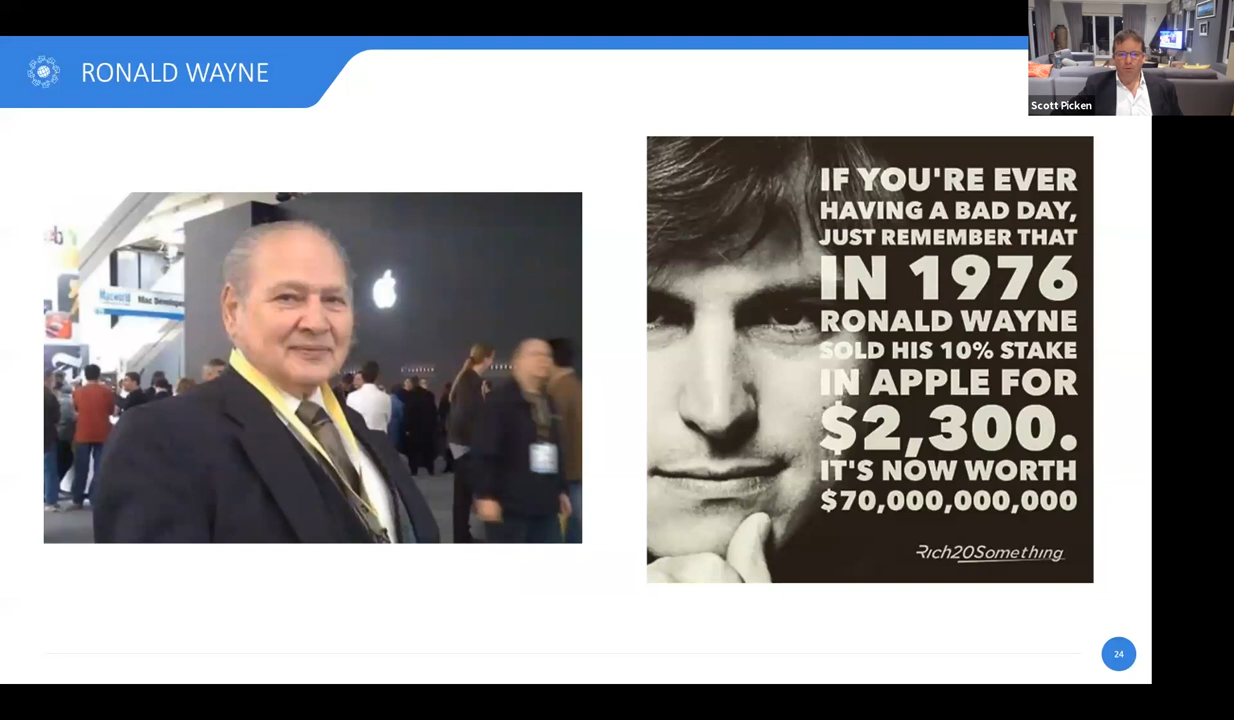 RONALD WAYNE
Scott Picken
Macworld
IF YOU'RE EVER
HAVING A BAD DAY,
JUST REMEMBER THAT
IN 1976
RONALD WAYNE
SOLD HIS 10% STAKE
IN APPLE FOR
$2,300.
IT'S NOW WORTH
$70,000,000,000
Rich20Something
24